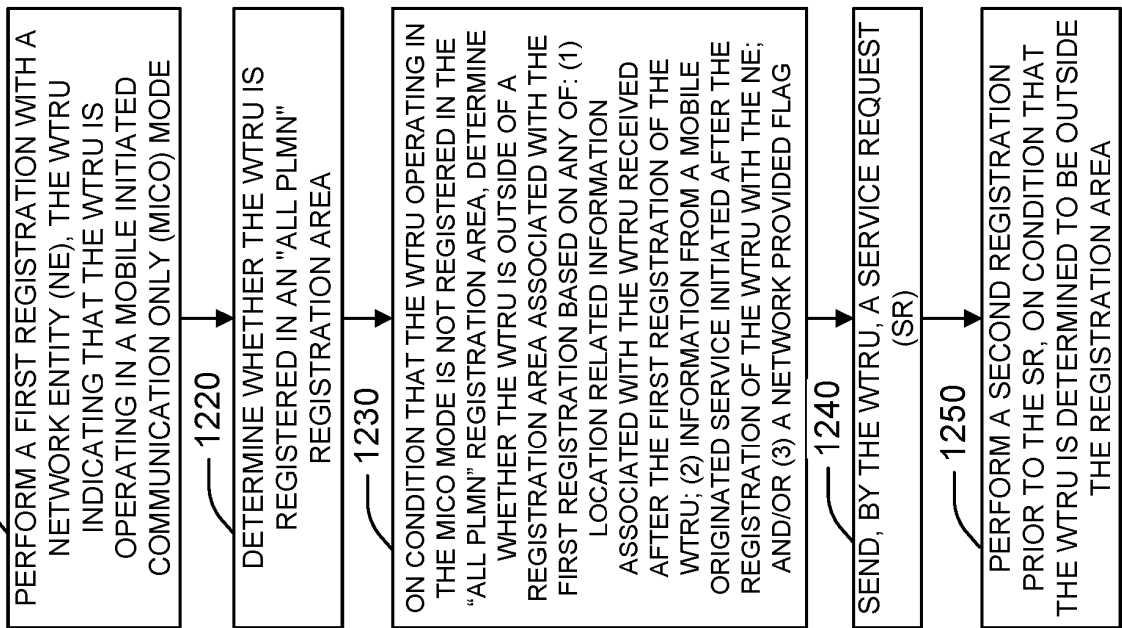 PERFORM A FIRST REGISTRATION WITH A
NETWORK ENTITY (NE), THE WTRU
INDICATING THAT THE WTRU IS
OPERATING IN A MOBILE INITIATED
COMMUNICATION ONLY (MICO) MODE
1220
DETERMINE WHETHER THE WTRU IS
REGISTERED IN AN "ALL PLMN"
REGISTRATION AREA
1230
ON CONDITION THAT THE WTRU OPERATING IN
THE MICO MODE IS NOT REGISTERED IN THE
“ALL PLMN” REGISTRATION AREA, DETERMINE
WHETHER THE WTRU IS OUTSIDE OF A
REGISTRATION AREA ASSOCIATED WITH THE
FIRST REGISTRATION BASED ON ANY OF: (1)
LOCATION RELATED INFORMATION
ASSOCIATED WITH THE WTRU RECEIVED
AFTER THE FIRST REGISTRATION OF THE
WTRU; (2) INFORMATION FROM A MOBILE
ORIGINATED SERVICE INITIATED AFTER THE
REGISTRATION OF THE WTRU WITH THE NE;
AND/OR (3) A NETWORK PROVIDED FLAG
1240
SEND, BY THE WTRU, A SERVICE REQUEST
(SR)
1250
PERFORM A SECOND REGISTRATION
PRIOR TO THE SR, ON CONDITION THAT
THE WTRU IS DETERMINED TO BE OUTSIDE
THE REGISTRATION AREA